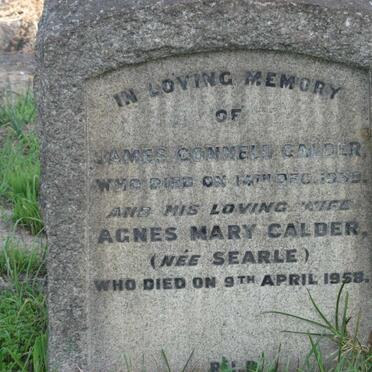 IN LOVING MEMORY
OF
JAMES CONNELL CALDER,
WHO DIED ON 14TH DEC.
AND HIS LOVING WIFE
AGNES MARY CALDER,
(NÉE SEARLE)
WHO DIED ON 9TH APRIL 1958.
R.I.P.